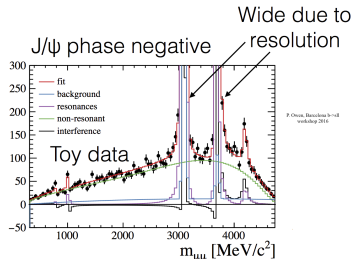 Wide due to
resolution
J/ψ phase negative
300
250
200
150
100
50
0
−50
fit
background
resonances
non-resonant
interference
Toy data
P. Owen, Barcelona b->sll
workshop 2016
1000 2000 3000 4000
mμμ [MeV/c²]